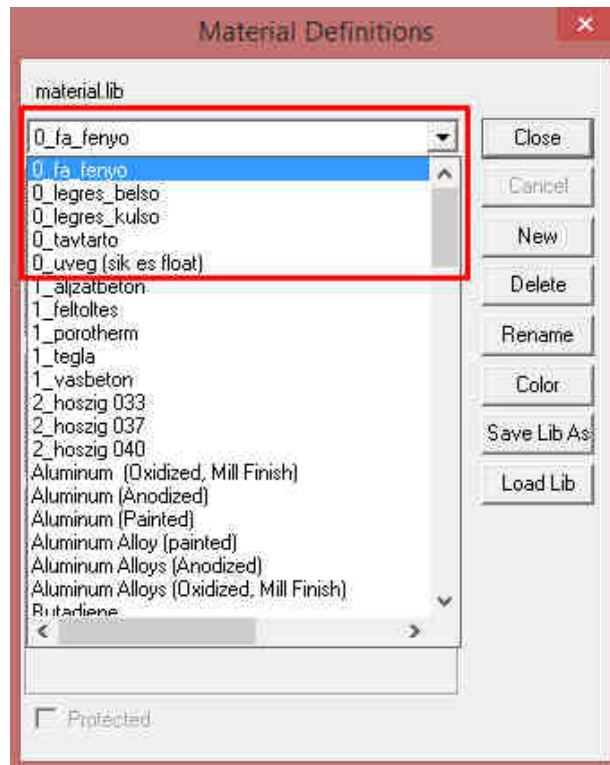 Material Definitions
material.lib
0_fa_fenyo
0_fa_fenyo
0_legres_belso
0_legres_kulso
0_tavtarto
0_uveg (sik es float)
1_aljzatbeton
1_feltoltes
1_porotherm
1_tegla
1_vasbeton
2_hoszig 033
2_hoszig 037
2_hoszig 040
Aluminum (Oxidized, Mill Finish)
Aluminum (Anodized)
Aluminum (Painted)
Aluminum Alloy (painted)
Aluminum Alloys (Anodized)
Aluminum Alloys (Oxidized, Mill Finish)
Butadiene
Close
Cancel
New
Delete
Rename
Color
Save Lib As
Load Lib
Protected